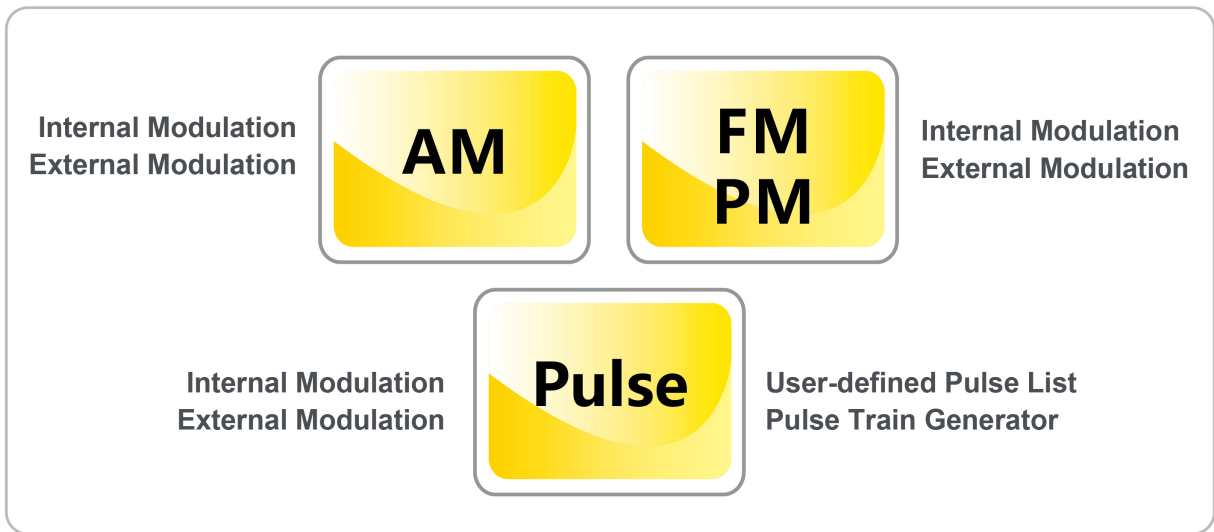 Internal Modulation
External Modulation
AM
FM
PM
Internal Modulation
External Modulation
Internal Modulation
External Modulation
Pulse
User-defined Pulse List
Pulse Train Generator